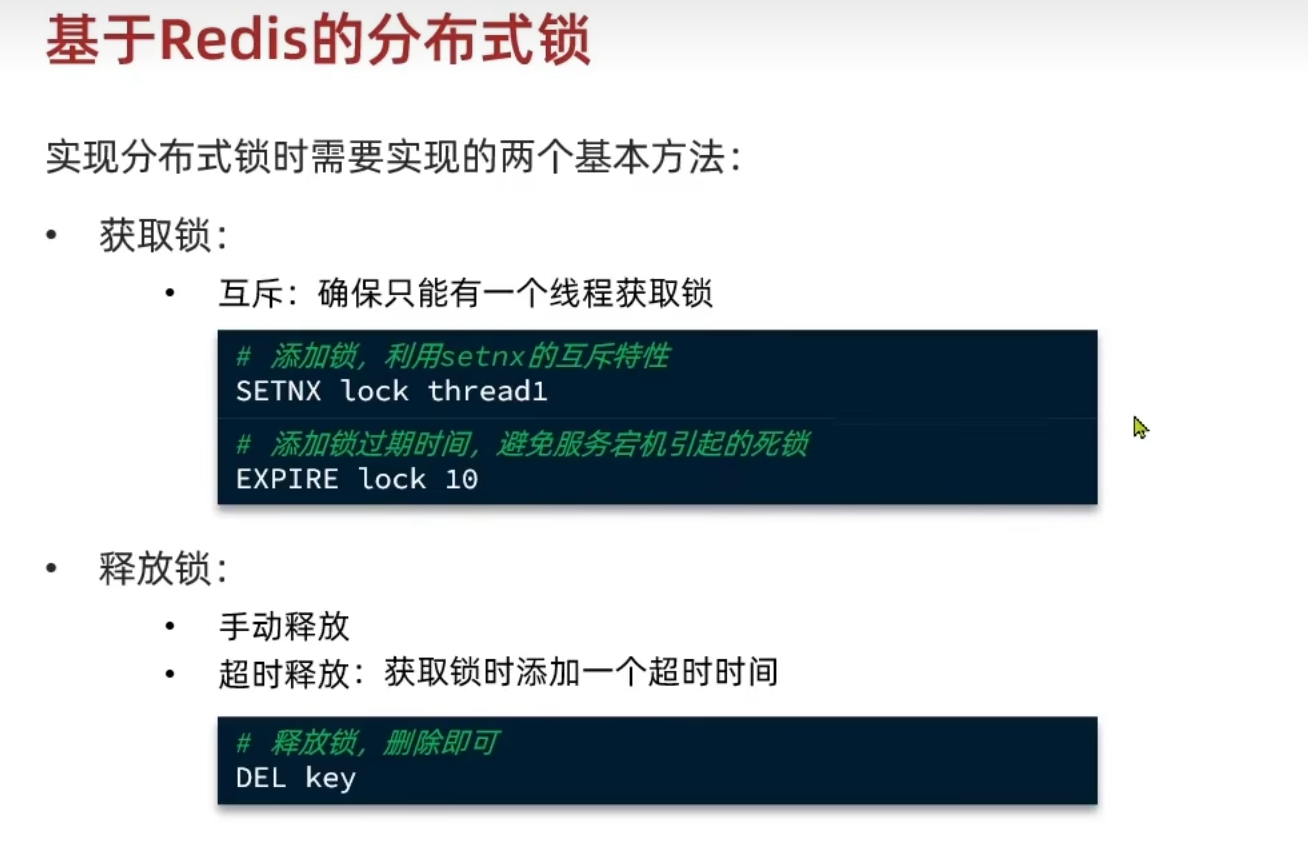 基于Redis的分布式锁
实现分布式锁时需要实现的两个基本方法：
• 获取锁：
• 互斥：确保只能有一个线程获取锁
# 添加锁，利用setnx的互斥特性
SETNX lock thread1
# 添加锁过期时间，避免服务宕机引起的死锁
EXPIRE lock 10
• 释放锁：
• 手动释放
• 超时释放：获取锁时添加一个超时时间
# 释放锁，删除即可
DEL key